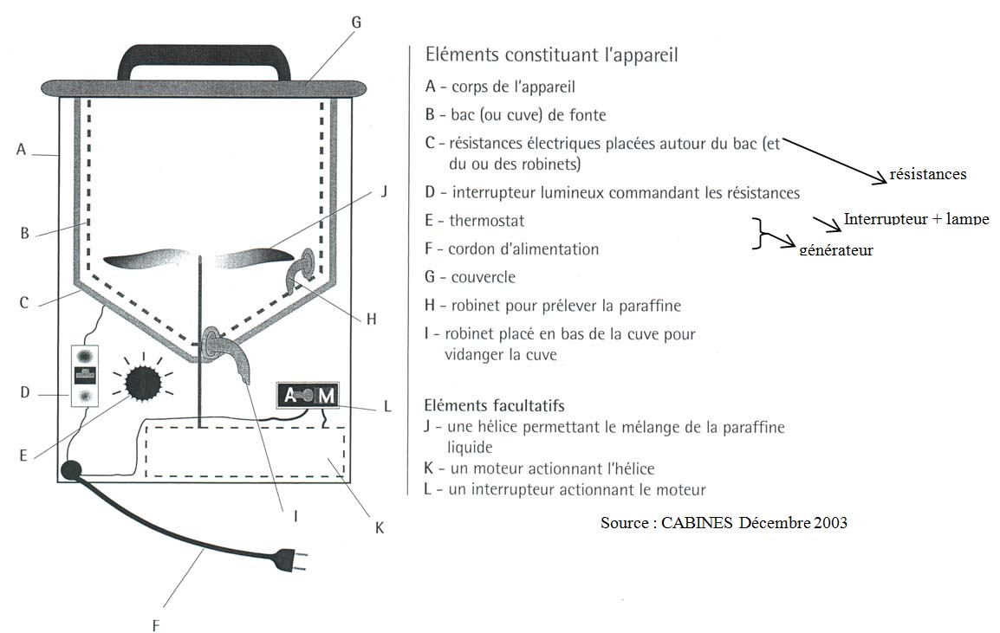 G
A
B
C
D
E
J
H
L
A M
I
K
F
Eléments constituant l'appareil
A – corps de l'appareil
B – bac (ou cuve) de fonte
C – résistances électriques placées autour du bac (et
du ou des robinets)
D – interrupteur lumineux commandant les résistances
E – thermostat
F – cordon d'alimentation
G – couvercle
H – robinet pour prélever la paraffine
I – robinet placé en bas de la cuve pour
vidanger la cuve
résistances
Interrupteur + lampe
générateur
Eléments facultatifs
J – une hélice permettant le mélange de la paraffine
liquide
K – un moteur actionnant l'hélice
L – un interrupteur actionnant le moteur
Source : CABINES Décembre 2003